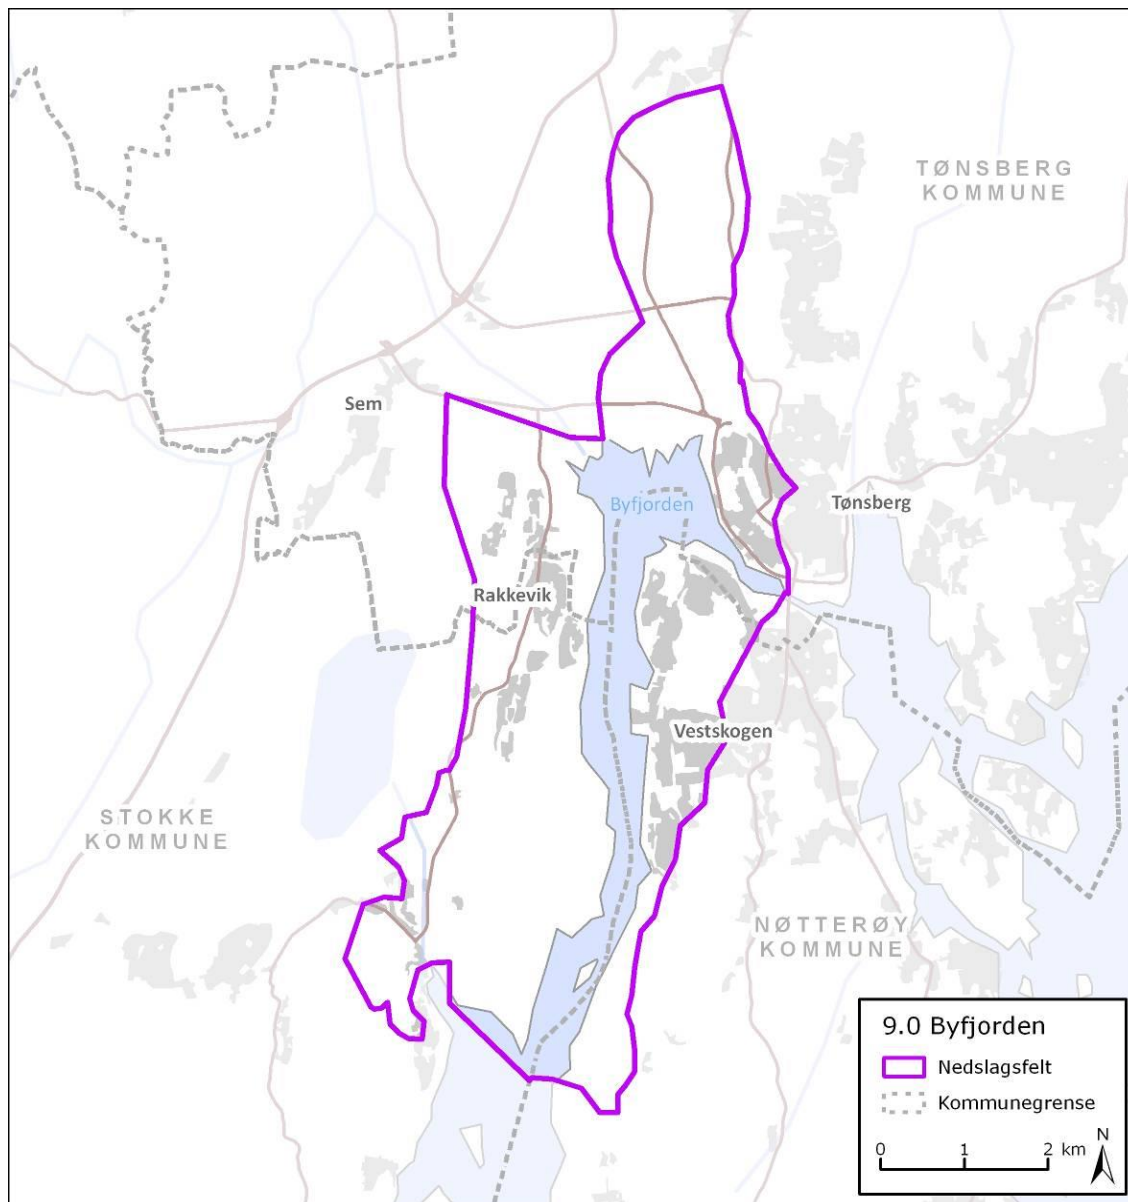 TØNSBERG
KOMMUNE
Sem
Byfjorden
Tønsberg
Rakkevik
Vestskogen
STOKKE
KOMMUNE
NØTTERØY
KOMMUNE
9.0 Byfjorden
Nedslagsfelt
Kommunegrense
N
0 1 2 km